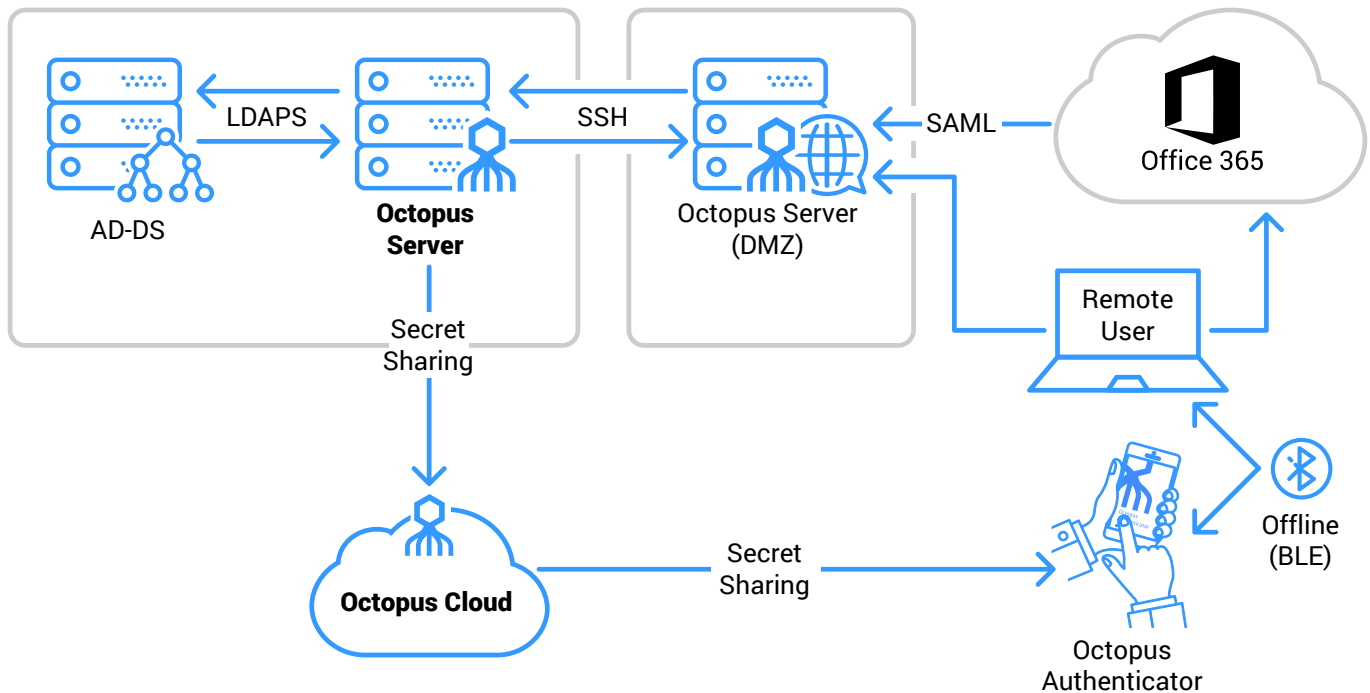 LDAPS
SSH
SAML
Office 365
AD-DS
Octopus
Server
Octopus Server
(DMZ)
Remote
User
Secret
Sharing
Octopus Cloud
Secret
Sharing
Offline
(BLE)
Octopus
Authenticator